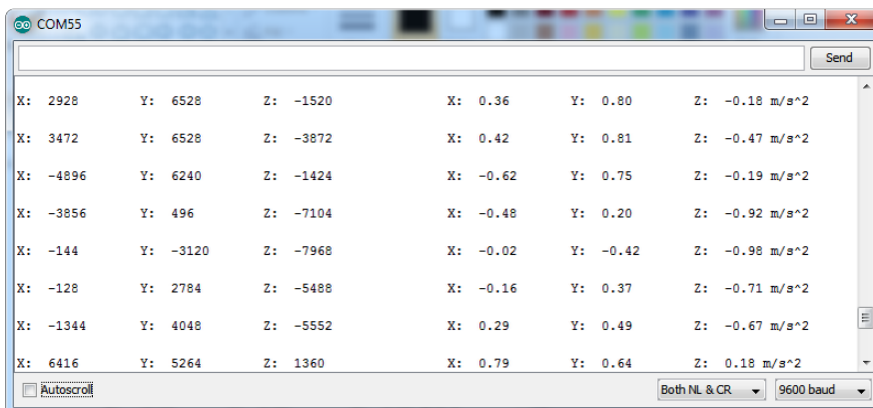 COM55
Send
X: 2928 Y: 6528 Z: -1520 X: 0.36 Y: 0.80 Z: -0.18 m/s^2
X: 3472 Y: 6528 Z: -3872 X: 0.42 Y: 0.81 Z: -0.47 m/s^2
X: -4896 Y: 6240 Z: -1424 X: -0.62 Y: 0.75 Z: -0.19 m/s^2
X: -3856 Y: 496 Z: -7104 X: -0.48 Y: 0.20 Z: -0.92 m/s^2
X: -144 Y: -3120 Z: -7968 X: -0.02 Y: -0.42 Z: -0.98 m/s^2
X: -128 Y: 2784 Z: -5488 X: -0.16 Y: 0.37 Z: -0.71 m/s^2
X: -1344 Y: 4048 Z: -5552 X: 0.29 Y: 0.49 Z: -0.67 m/s^2
X: 6416 Y: 5264 Z: 1360 X: 0.79 Y: 0.64 Z: 0.18 m/s^2
Autoscroll Both NL & CR 9600 baud